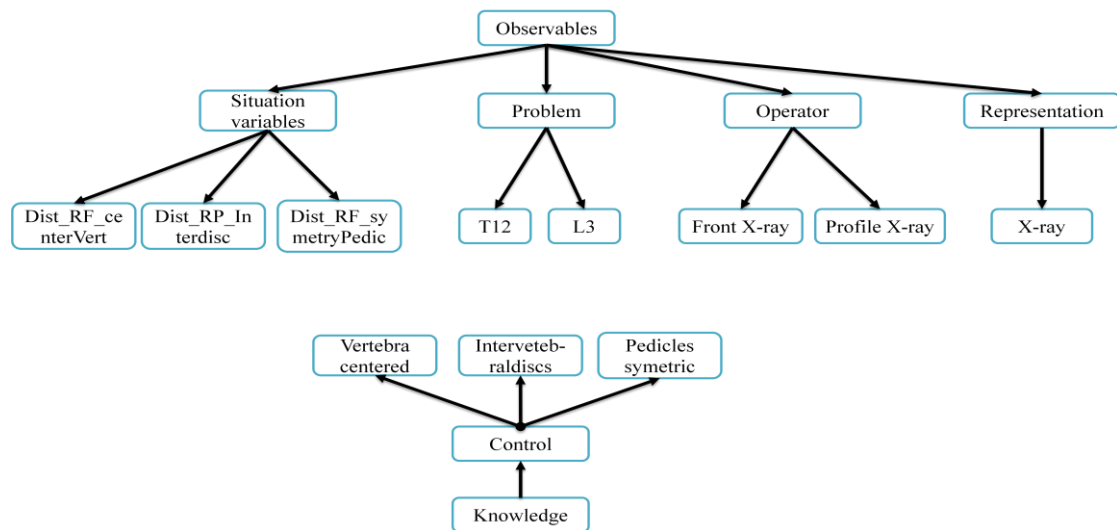 Observables
Situation
variables
Problem
Operator
Representation
Dist_RF_ce
nterVert
Dist_RP_In
terdisc
Dist_RF_sy
metryPedic
T12
L3
Front X-ray
Profile X-ray
X-ray
Vertebra
centered
Interveteb-
raldiscs
Pedicles
symetric
Control
Knowledge